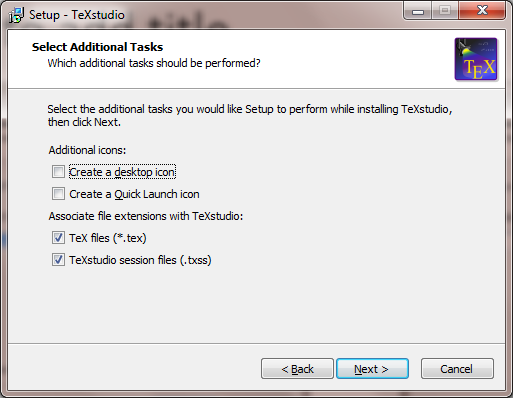 Setup - TeXstudio
Select Additional Tasks
Which additional tasks should be performed?
TEX
Select the additional tasks you would like Setup to perform while installing TeXstudio,
then click Next.
Additional icons:
Create a desktop icon
Create a Quick Launch icon
Associate file extensions with TeXstudio:
TeX files (*.tex)
TeXstudio session files (.txss)
< Back
Next >
Cancel